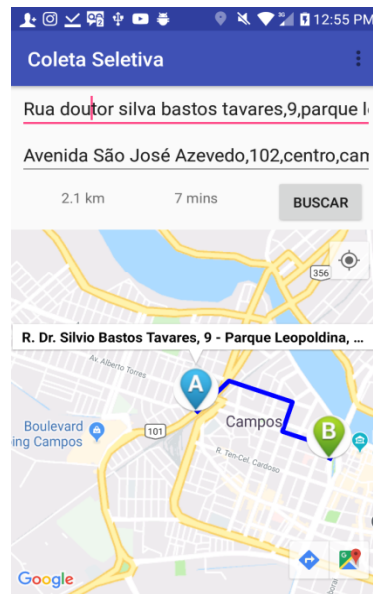 12:55 PM
Coleta Seletiva
Rua doutor silva bastos tavares,9,parque l
Avenida São José Azevedo,102,centro,can
2.1 km 7 mins BUSCAR
356
R. Dr. Silvio Bastos Tavares, 9 - Parque Leopoldina, ...
Av. Alberto Torres
A
Boulevard
ing Campos
101
Campos
B
R. Ten-Cel. Cardoso
Google